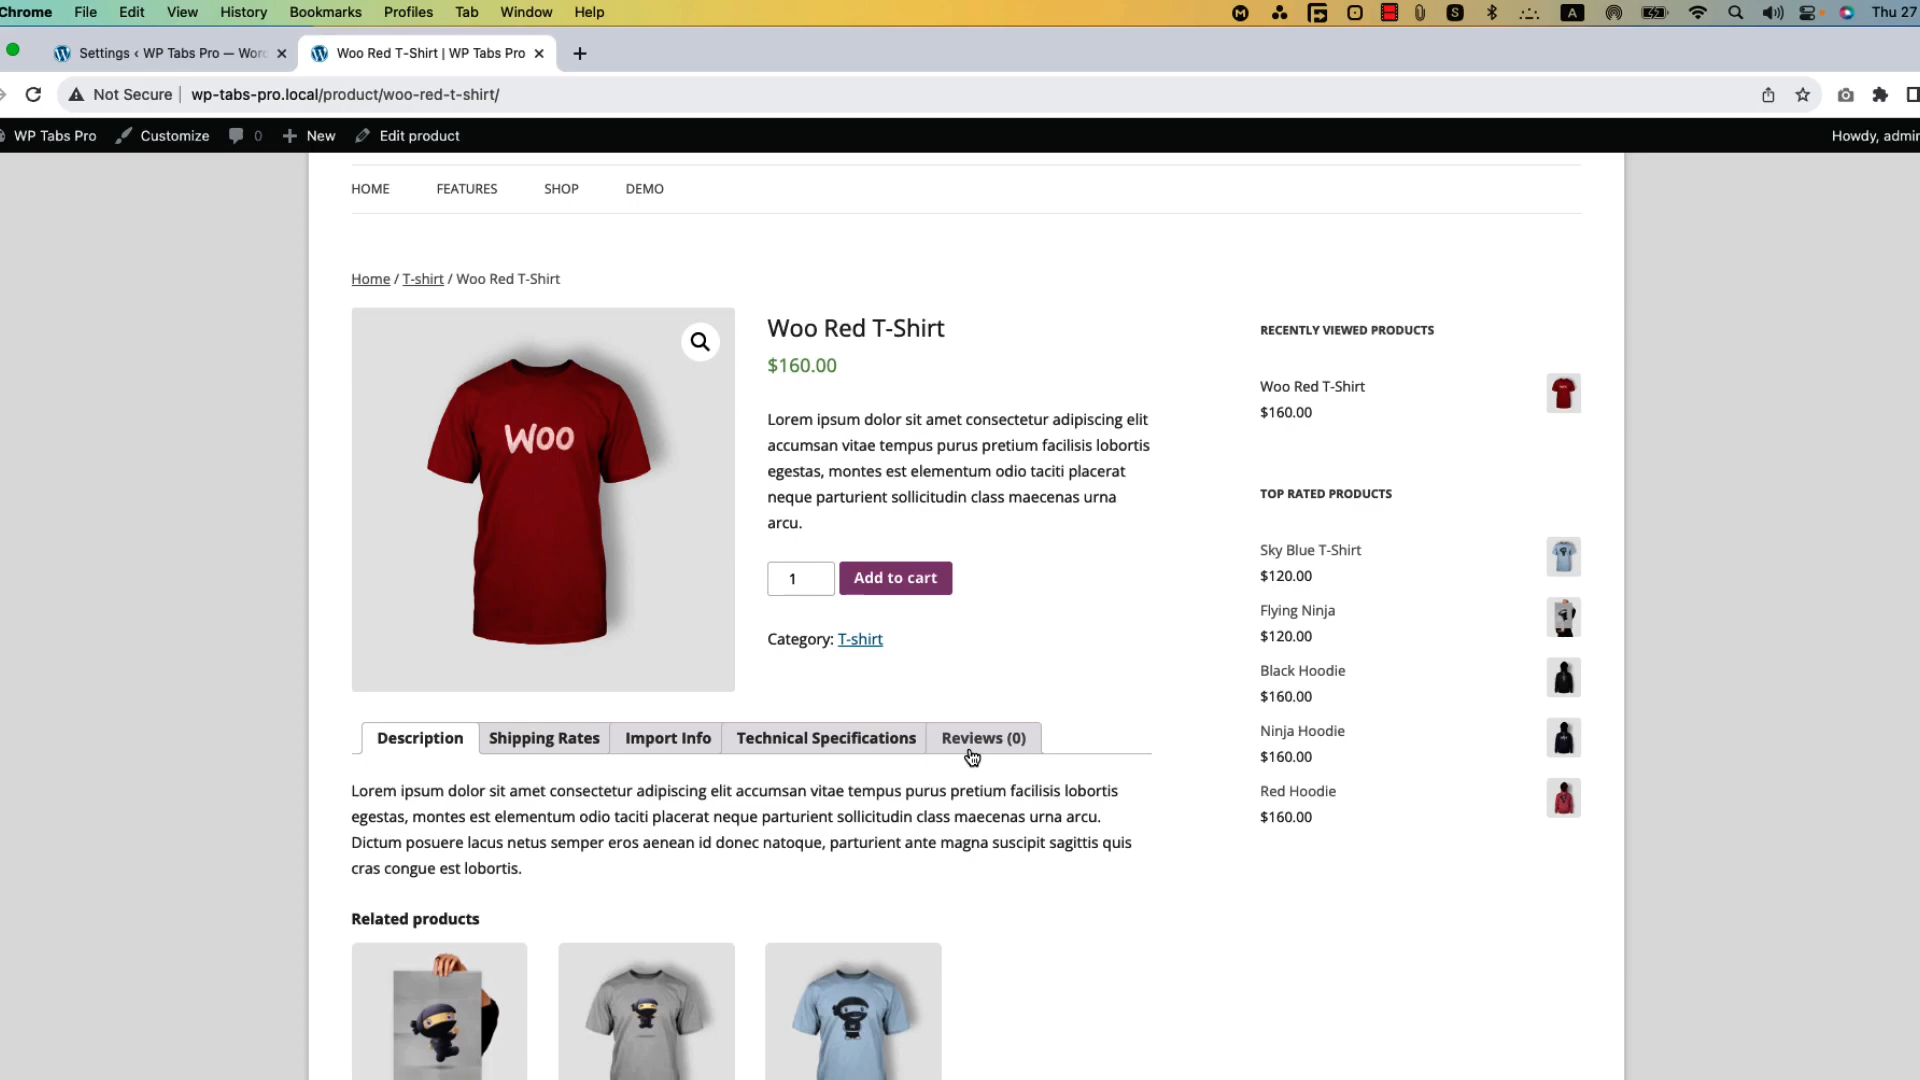 Chrome File Edit View History Bookmarks Profiles Tab Window Help A Thu 27
Settings ‹ WP Tabs Pro — Word Woo Red T-Shirt | WP Tabs Pro
Not Secure wp-tabs-pro.local/product/woo-red-t-shirt/
WP Tabs Pro Customize 0 New Edit product Howdy, admin
HOME FEATURES SHOP DEMO
Home / T-shirt / Woo Red T-Shirt
WOO
Woo Red T-Shirt
$160.00
Lorem ipsum dolor sit amet consectetur adipiscing elit
accumsan vitae tempus purus pretium facilisis lobortis
egestas, montes est elementum odio taciti placerat
neque parturient sollicitudin class maecenas urna
arcu.
1 Add to cart
Category: T-shirt
RECENTLY VIEWED PRODUCTS
Woo Red T-Shirt
$160.00
TOP RATED PRODUCTS
Sky Blue T-Shirt
$120.00
Flying Ninja
$120.00
Black Hoodie
$160.00
Ninja Hoodie
$160.00
Red Hoodie
$160.00
Description Shipping Rates Import Info Technical Specifications Reviews (0)
Lorem ipsum dolor sit amet consectetur adipiscing elit accumsan vitae tempus purus pretium facilisis lobortis
egestas, montes est elementum odio taciti placerat neque parturient sollicitudin class maecenas urna arcu.
Dictum posuere lacus netus semper eros aenean id donec natoque, parturient ante magna suscipit sagittis quis
cras congue est lobortis.
Related products